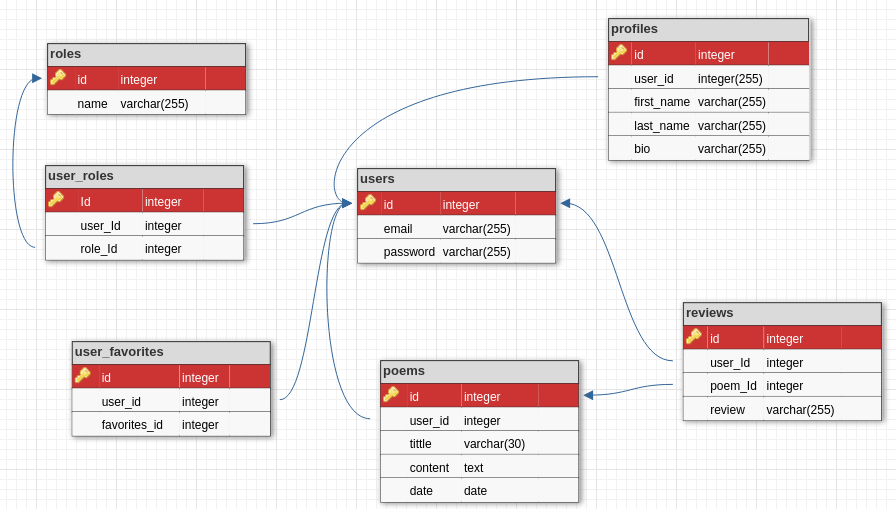 roles
id integer
name varchar(255)
profiles
id integer
user_id integer(255)
first_name varchar(255)
last_name varchar(255)
bio varchar(255)
user_roles
Id integer
user_Id integer
role_Id integer
users
id integer
email varchar(255)
password varchar(255)
reviews
id integer
user_Id integer
poem_Id integer
review varchar(255)
user_favorites
id integer
user_id integer
favorites_id integer
poems
id integer
user_id integer
tittle varchar(30)
content text
date date